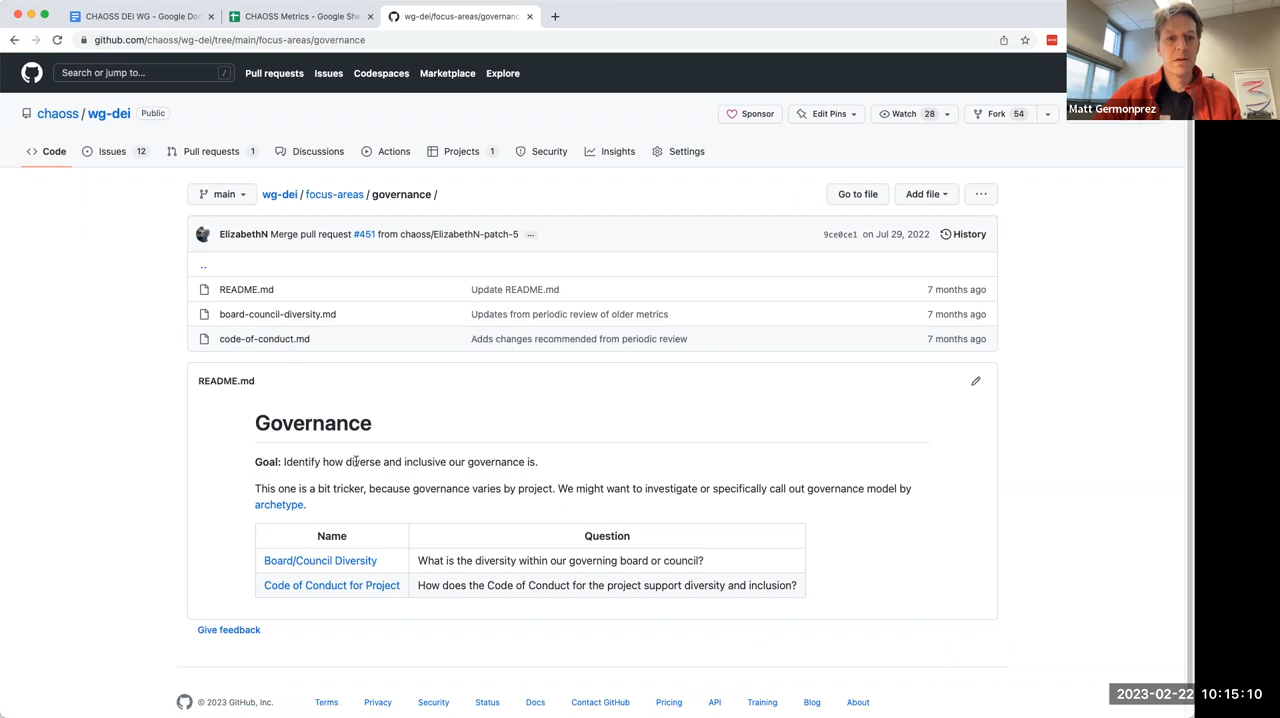 CHAOSS DEI WG - Google Doc
CHAOSS Metrics - Google She
wg-dei/focus-areas/governanc
github.com/chaoss/wg-dei/tree/main/focus-areas/governance
Search or jump to...
/
Pull requests
Issues
Codespaces
Marketplace
Explore
Matt Germonprez
chaoss / wg-dei
Public
Sponsor
Edit Pins
Watch 28
Fork 54
Code
Issues 12
Pull requests 1
Discussions
Actions
Projects 1
Security
Insights
Settings
main
wg-dei / focus-areas / governance /
Go to file
Add file
...
ElizabethN Merge pull request #451 from chaoss/ElizabethN-patch-5 ...
9ce0ce1 on Jul 29, 2022
History
..
README.md Update README.md 7 months ago
board-council-diversity.md Updates from periodic review of older metrics 7 months ago
code-of-conduct.md Adds changes recommended from periodic review 7 months ago
README.md
Governance
Goal: Identify how diverse and inclusive our governance is.
This one is a bit tricker, because governance varies by project. We might want to investigate or specifically call out governance model by
archetype.
Name Question
Board/Council Diversity What is the diversity within our governing board or council?
Code of Conduct for Project How does the Code of Conduct for the project support diversity and inclusion?
Give feedback
© 2023 GitHub, Inc.
Terms
Privacy
Security
Status
Docs
Contact GitHub
Pricing
API
Training
Blog
About
2023-02-22 10:15:10